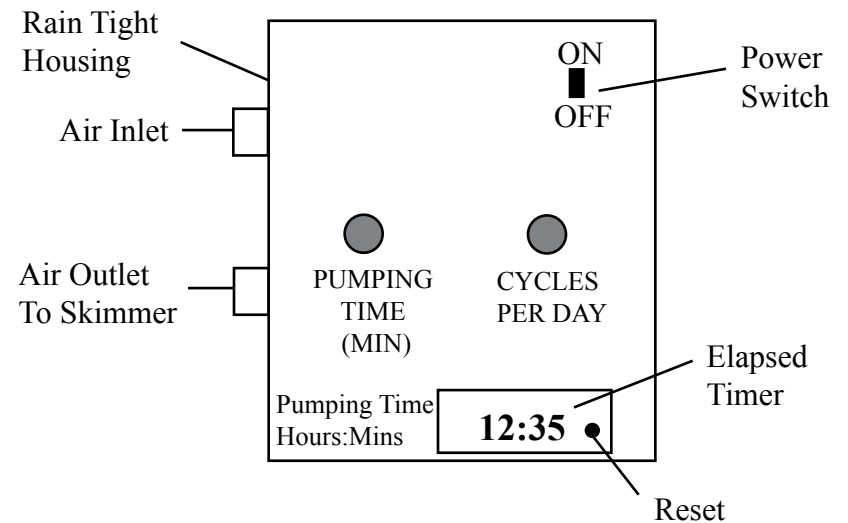 Rain Tight
Housing
Air Inlet
Air Outlet
To Skimmer
ON
OFF
Power
Switch
PUMPING
TIME
(MIN)
CYCLES
PER DAY
Pumping Time
Hours:Mins
12:35
Elapsed
Timer
Reset